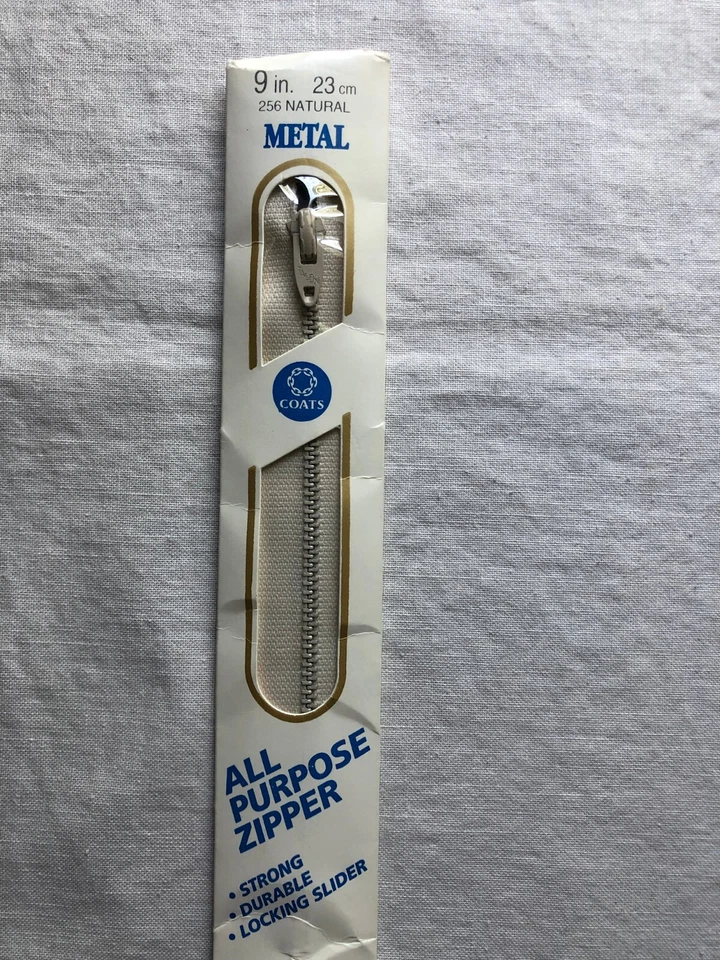 9 in. 23 cm
256 NATURAL
METAL
COATS
ALL
PURPOSE
ZIPPER
• STRONG
• DURABLE
• LOCKING SLIDER